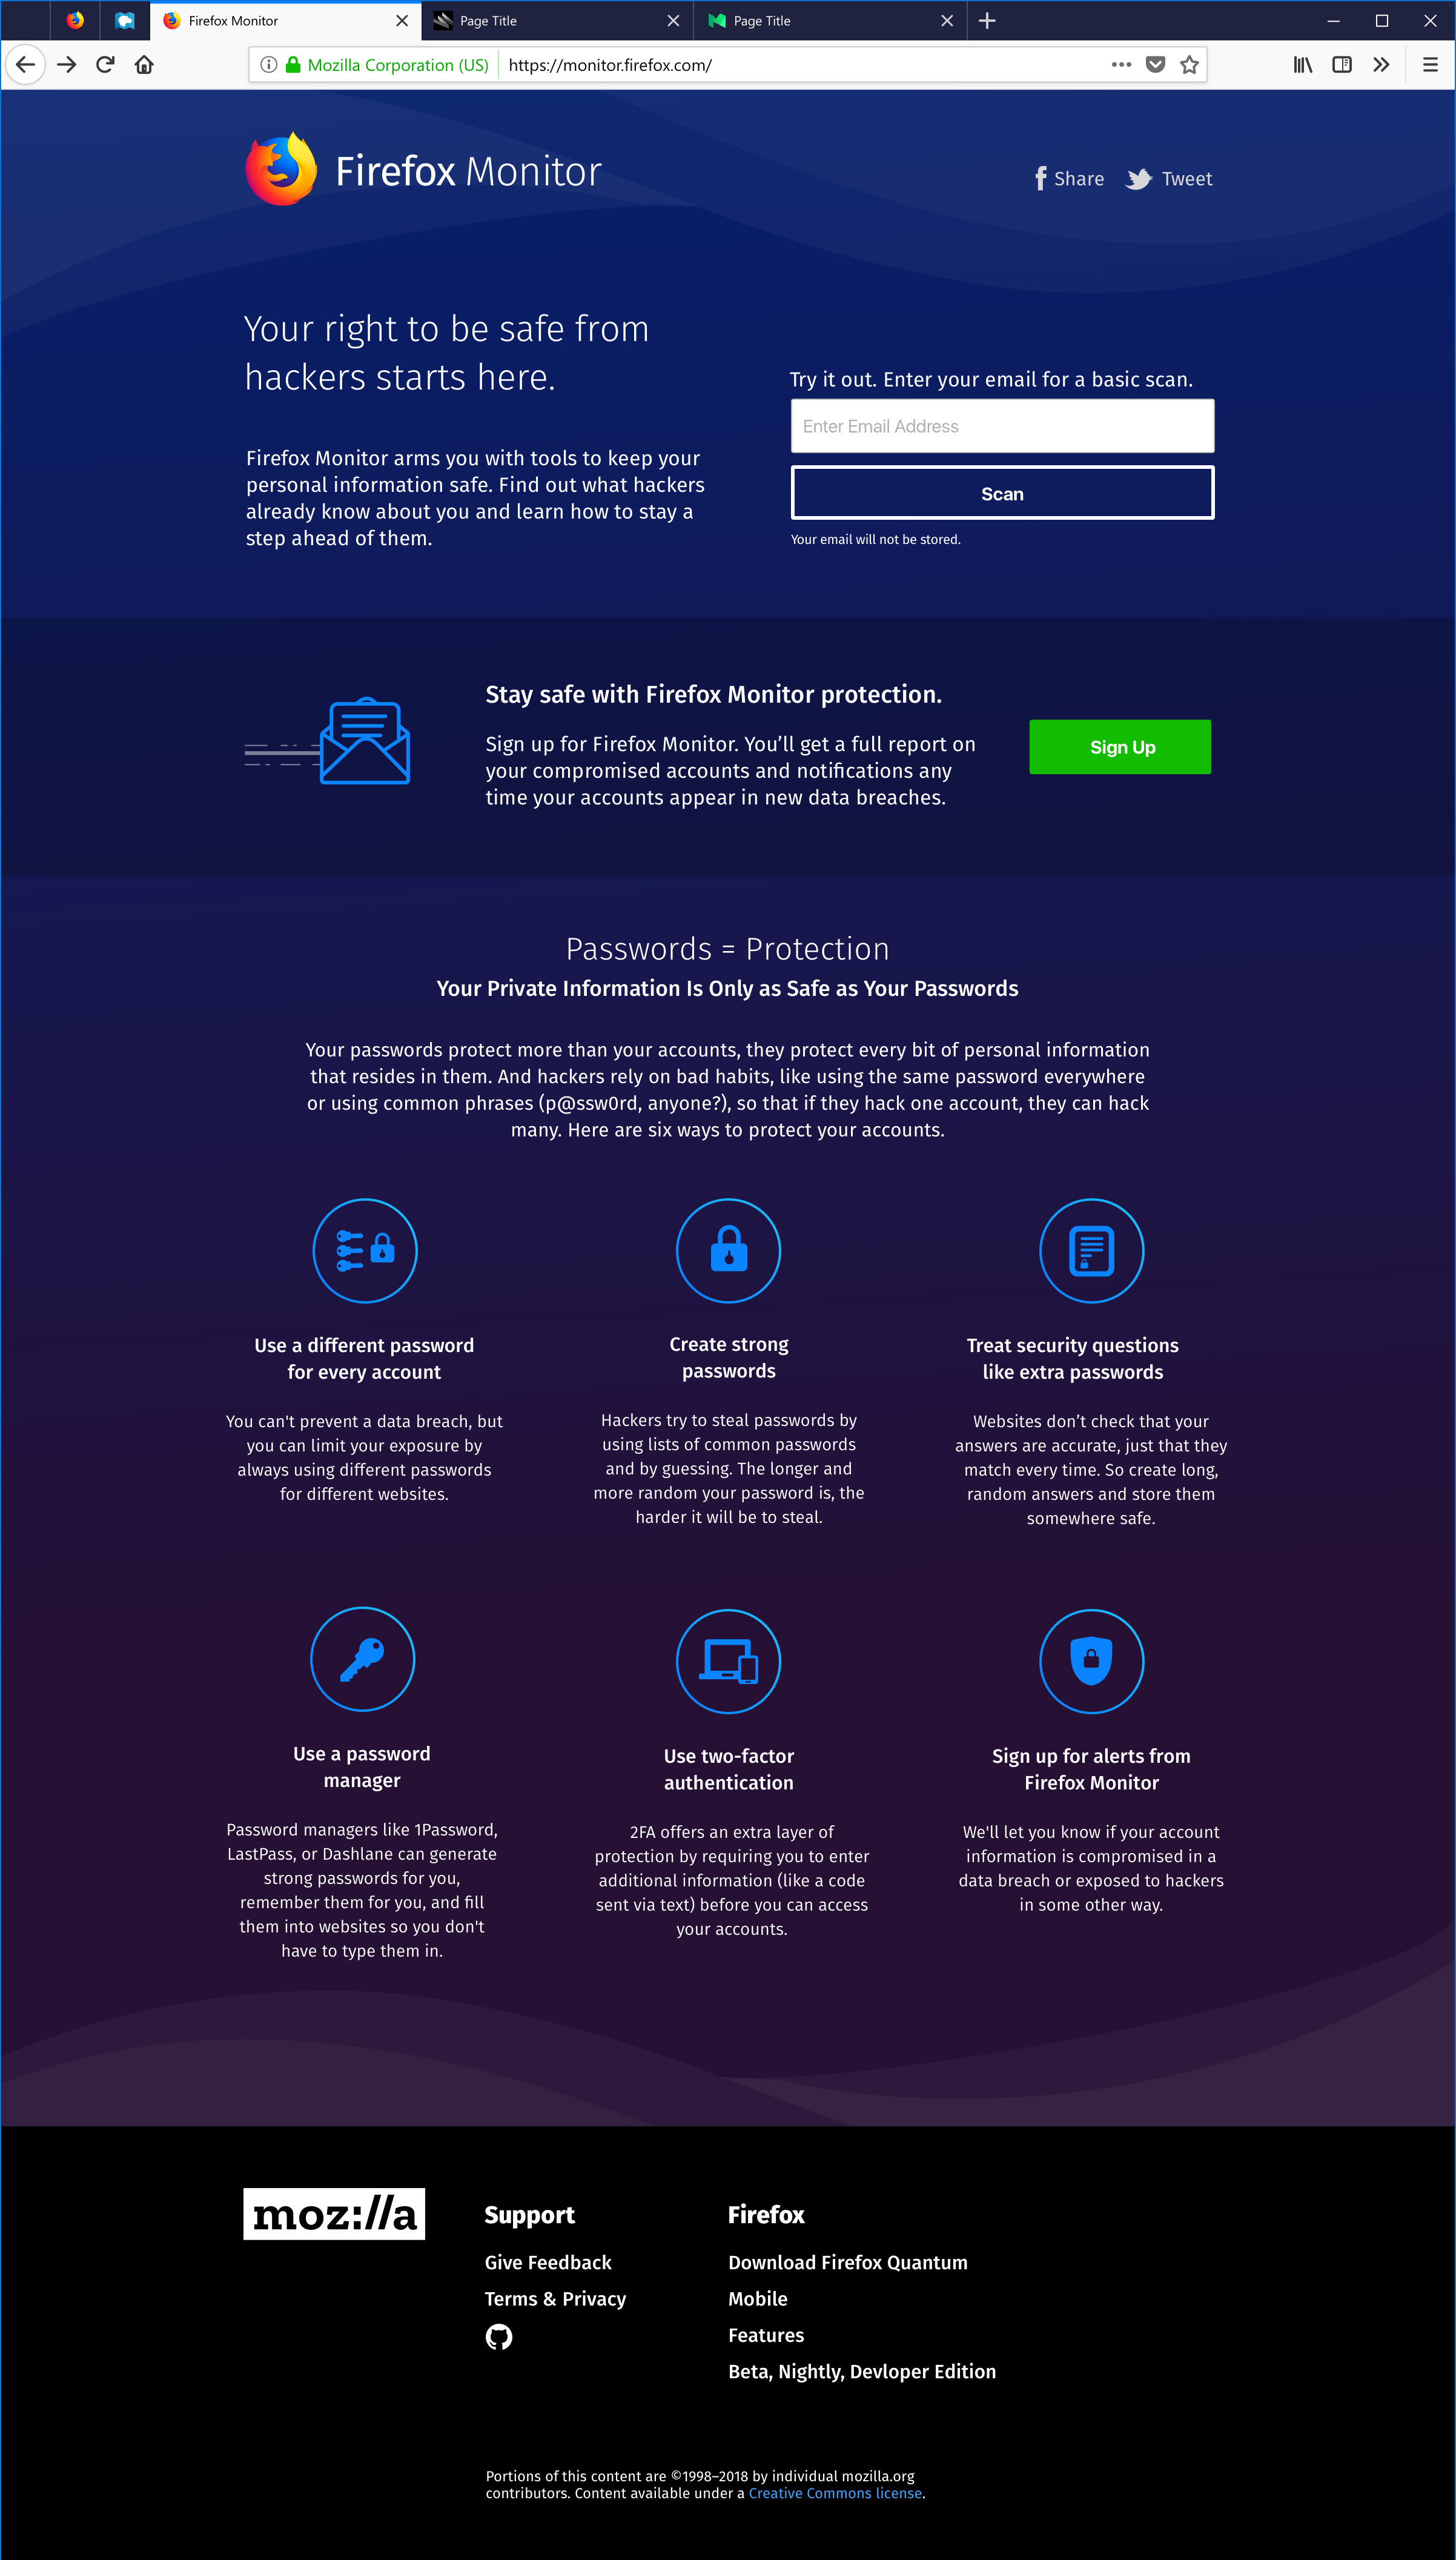 Firefox Monitor
Page Title
Page Title
Mozilla Corporation (US)
https://monitor.firefox.com/
Firefox Monitor
Share
Tweet
Your right to be safe from
hackers starts here.
Firefox Monitor arms you with tools to keep your
personal information safe. Find out what hackers
already know about you and learn how to stay a
step ahead of them.
Try it out. Enter your email for a basic scan.
Enter Email Address
Scan
Your email will not be stored.
Stay safe with Firefox Monitor protection.
Sign up for Firefox Monitor. You’ll get a full report on
your compromised accounts and notifications any
time your accounts appear in new data breaches.
Sign Up
Passwords = Protection
Your Private Information Is Only as Safe as Your Passwords
Your passwords protect more than your accounts, they protect every bit of personal information
that resides in them. And hackers rely on bad habits, like using the same password everywhere
or using common phrases (p@ssw0rd, anyone?), so that if they hack one account, they can hack
many. Here are six ways to protect your accounts.
Use a different password
for every account
You can't prevent a data breach, but
you can limit your exposure by
always using different passwords
for different websites.
Create strong
passwords
Hackers try to steal passwords by
using lists of common passwords
and by guessing. The longer and
more random your password is, the
harder it will be to steal.
Treat security questions
like extra passwords
Websites don’t check that your
answers are accurate, just that they
match every time. So create long,
random answers and store them
somewhere safe.
Use a password
manager
Password managers like 1Password,
LastPass, or Dashlane can generate
strong passwords for you,
remember them for you, and fill
them into websites so you don't
have to type them in.
Use two-factor
authentication
2FA offers an extra layer of
protection by requiring you to enter
additional information (like a code
sent via text) before you can access
your accounts.
Sign up for alerts from
Firefox Monitor
We'll let you know if your account
information is compromised in a
data breach or exposed to hackers
in some other way.
moz://a
Support
Give Feedback
Terms & Privacy
Firefox
Download Firefox Quantum
Mobile
Features
Beta, Nightly, Devloper Edition
Portions of this content are ©1998–2018 by individual mozilla.org
contributors. Content available under a Creative Commons license.